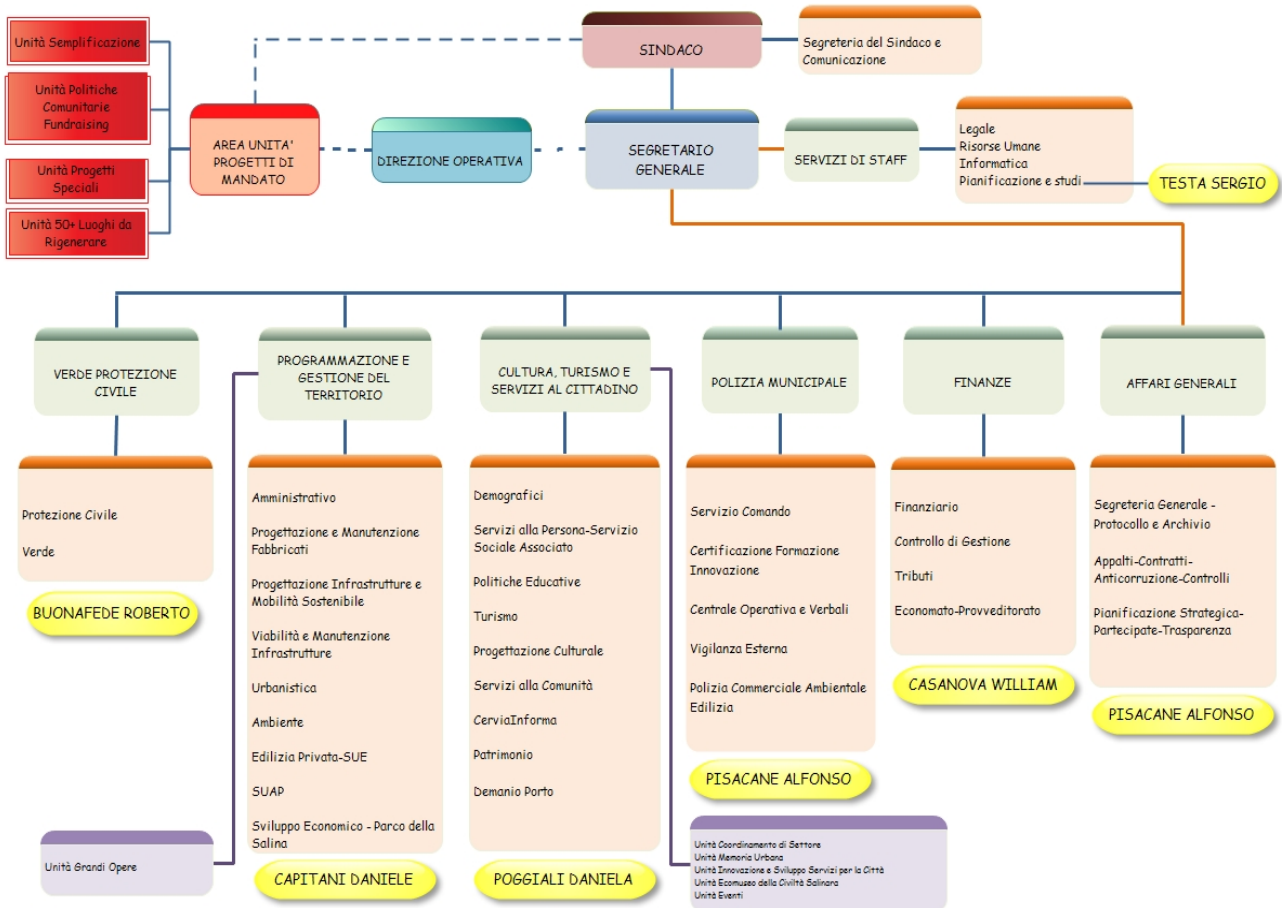 Unità Semplificazione
Unità Politiche
Comunitarie
Fundraising
Unità Progetti
Speciali
Unità 50+ Luoghi da
Rigenerare
AREA UNITA'
PROGETTI DI
MANDATO
DIREZIONE OPERATIVA
SINDACO
Segreteria del Sindaco e
Comunicazione
SEGRETARIO
GENERALE
SERVIZI DI STAFF
Legale
Risorse Umane
Informatica
Pianificazione e studi
TESTA SERGIO
VERDE PROTEZIONE
CIVILE
Protezione Civile
Verde
BUONAFEDE ROBERTO
PROGRAMMAZIONE E
GESTIONE DEL
TERRITORIO
Amministrativo
Progettazione e Manutenzione
Fabbricati
Progettazione Infrastrutture e
Mobilità Sostenibile
Viabilità e Manutenzione
Infrastrutture
Urbanistica
Ambiente
Edilizia Privata-SUE
SUAP
Sviluppo Economico - Parco della
Salina
CAPITANI DANIELE
Unità Grandi Opere
CULTURA, TURISMO E
SERVIZI AL CITTADINO
Demografici
Servizi alla Persona-Servizio
Sociale Associato
Politiche Educative
Turismo
Progettazione Culturale
Servizi alla Comunità
CerviaInforma
Patrimonio
Demanio Porto
POGGIALI DANIELA
Unità Coordinamento di Settore
Unità Memoria Urbana
Unità Innovazione e Sviluppo Servizi per la Città
Unità Ecomuseo della Civiltà Salinara
Unità Eventi
POLIZIA MUNICIPALE
Servizio Comando
Certificazione Formazione
Innovazione
Centrale Operativa e Verbali
Vigilanza Esterna
Polizia Commerciale Ambientale
Edilizia
PISACANE ALFONSO
FINANZE
Finanziario
Controllo di Gestione
Tributi
Economato-Provveditorato
CASANOVA WILLIAM
AFFARI GENERALI
Segreteria Generale -
Protocollo e Archivio
Appalti-Contratti-
Anticorruzione-Controlli
Pianificazione Strategica-
Partecipate-Trasparenza
PISACANE ALFONSO